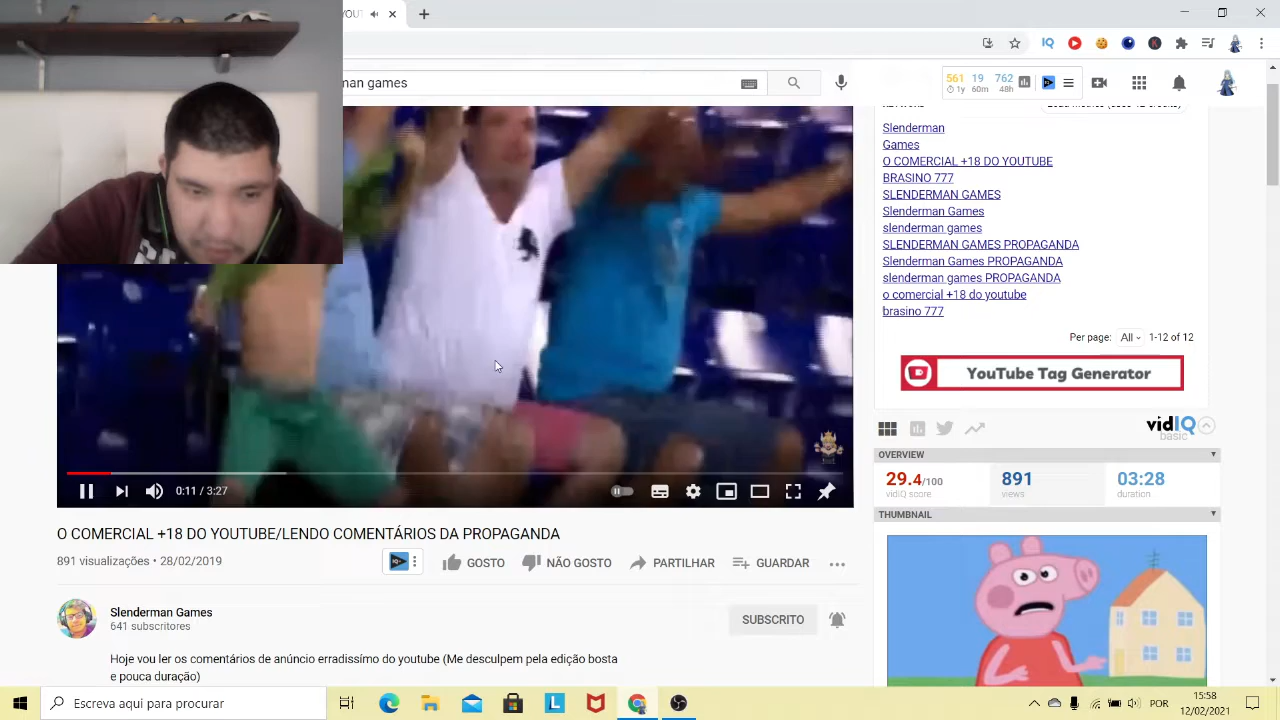 man games
561 19 762
1y 60m 48h
Slenderman
Games
O COMERCIAL +18 DO YOUTUBE
BRASINO 777
SLENDERMAN GAMES
Slenderman Games
slenderman games
SLENDERMAN GAMES PROPAGANDA
Slenderman Games PROPAGANDA
slenderman games PROPAGANDA
o comercial +18 do youtube
brasino 777
Per page: All 1-12 of 12
YouTube Tag Generator
vidIQ
basic
OVERVIEW
29.4/100 891 03:28
vidiQ score views duration
THUMBNAIL
0:11 / 3:27
O COMERCIAL +18 DO YOUTUBE/LENDO COMENTÁRIOS DA PROPAGANDA
891 visualizações • 28/02/2019
GOSTO NÃO GOSTO PARTILHAR GUARDAR
Slenderman Games
641 subscritores
SUBSCRITO
Hoje vou ler os comentários de anúncio erradissímo do youtube (Me desculpem pela edição bosta
e pouca duração)
Escreva aqui para procurar
POR
15:58
12/02/2021